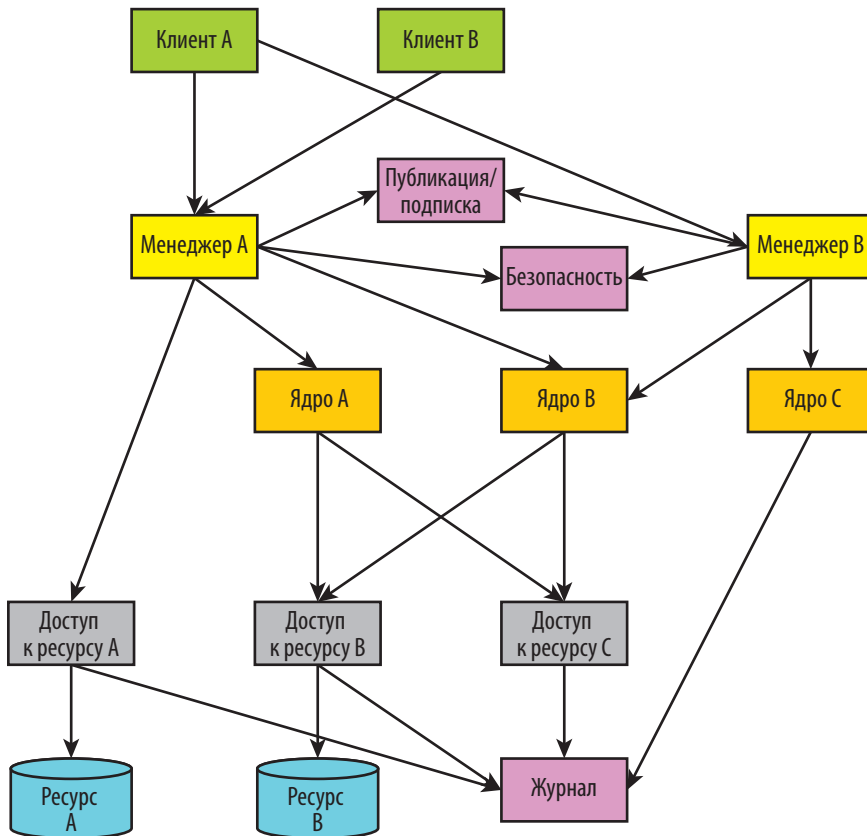 Клиент A
Клиент B
Публикация/
подписка
Менеджер A
Менеджер B
Безопасность
Ядро A
Ядро B
Ядро C
Доступ
к ресурсу A
Доступ
к ресурсу B
Доступ
к ресурсу C
Ресурс
A
Ресурс
B
Журнал